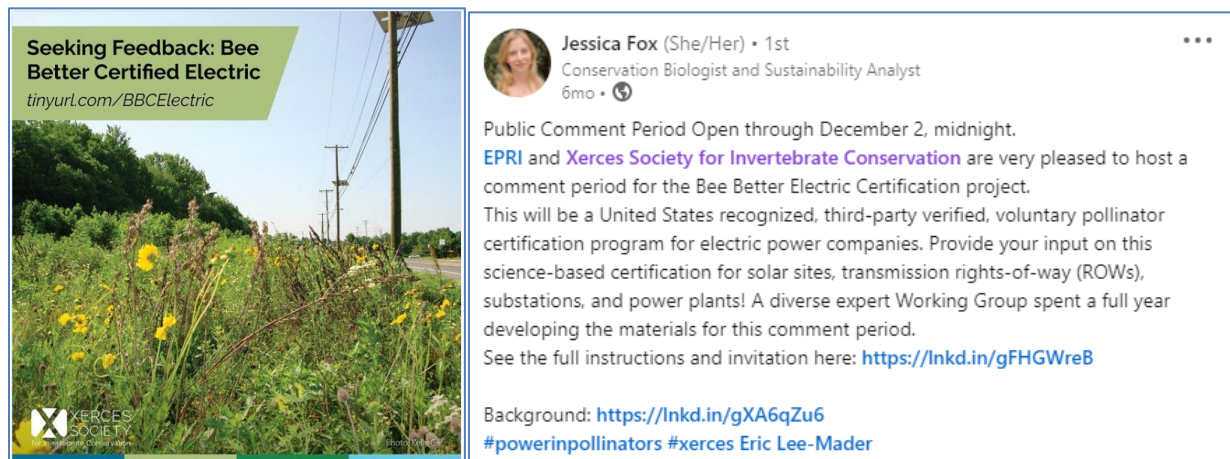 Seeking Feedback: Bee
Better Certified Electric
tinyurl.com/BBCElectric
XERCES
SOCIETY
for Invertebrate Conservation
Jessica Fox (She/Her) • 1st
Conservation Biologist and Sustainability Analyst
6mo •
Public Comment Period Open through December 2, midnight.
EPRI and Xerces Society for Invertebrate Conservation are very pleased to host a
comment period for the Bee Better Electric Certification project.
This will be a United States recognized, third-party verified, voluntary pollinator
certification program for electric power companies. Provide your input on this
science-based certification for solar sites, transmission rights-of-way (ROWs),
substations, and power plants! A diverse expert Working Group spent a full year
developing the materials for this comment period.
See the full instructions and invitation here: https://lnkd.in/gFHGWreB
Background: https://lnkd.in/gXA6qZu6
#powerinpollinators #xerces Eric Lee-Mader